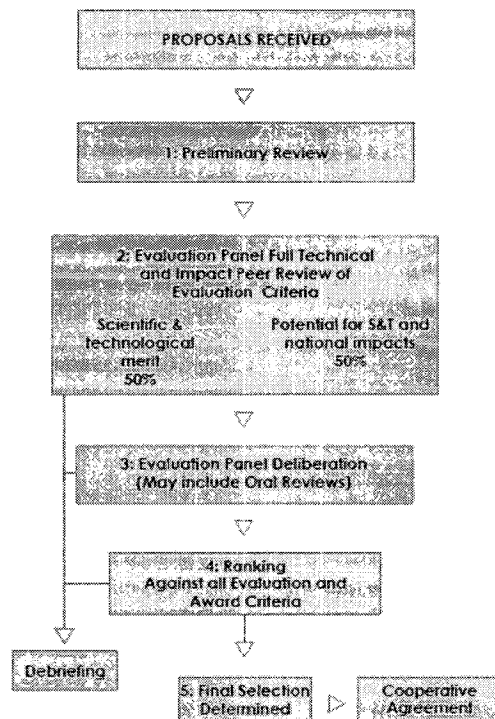 PROPOSALS RECEIVED
1: Preliminary Review
2: Evaluation Panel Full Technical
and Impact Peer Review of
Evaluation Criteria
Scientific &
technological
merit
50%
Potential for S&T and
national impacts
50%
3: Evaluation Panel Deliberation
(May include Oral Reviews)
4: Ranking
Against all Evaluation and
Award Criteria
Debriefing
5: Final Selection
Determined
Cooperative
Agreement